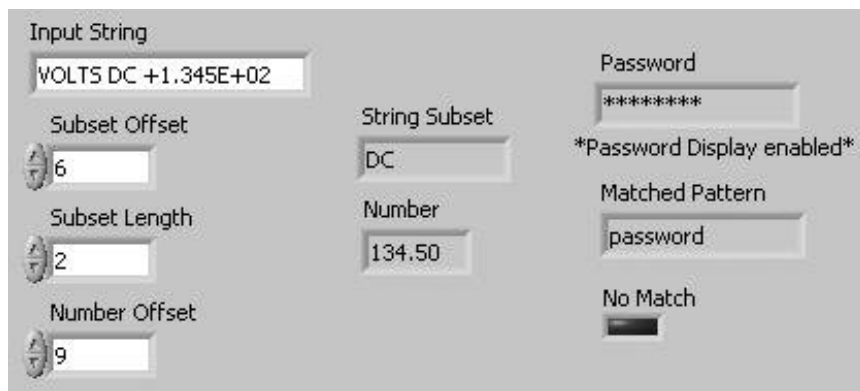 Input String
VOLTS DC +1.345E+02
Subset Offset
6
Subset Length
2
Number Offset
9
String Subset
DC
Number
134.50
Password
********
*Password Display enabled*
Matched Pattern
password
No Match